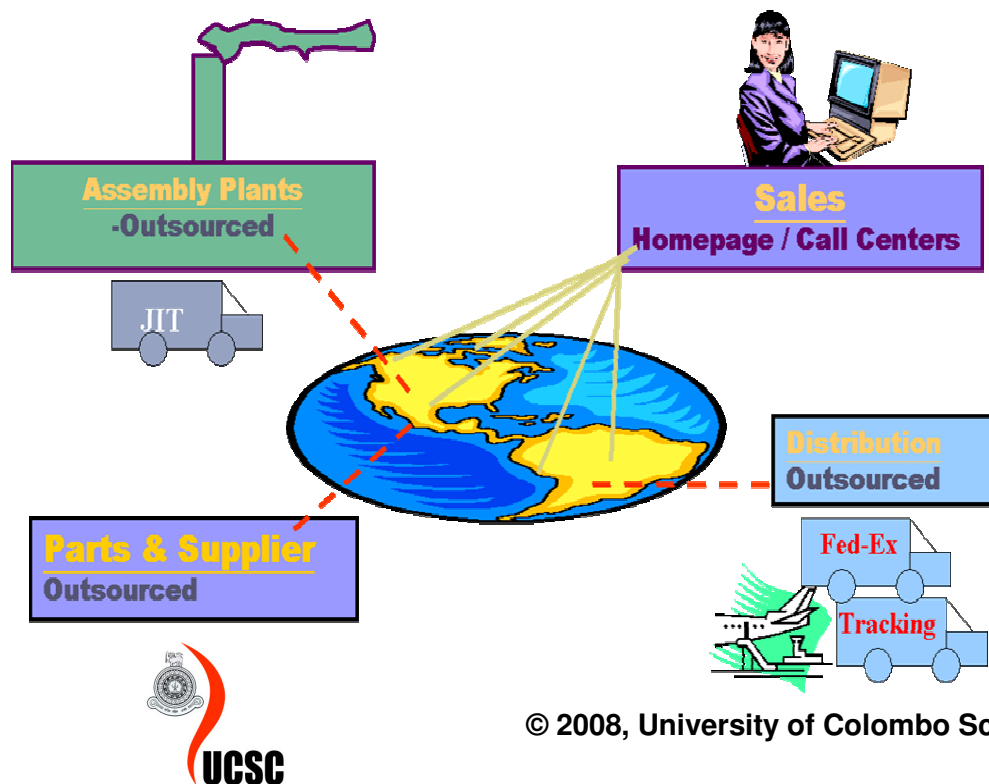 Assembly Plants
-Outsourced
Sales
Homepage / Call Centers
JIT
Distribution
Outsourced
Parts & Supplier
Outsourced
Fed-Ex
Tracking
© 2008, University of Colombo Sc
UCSC